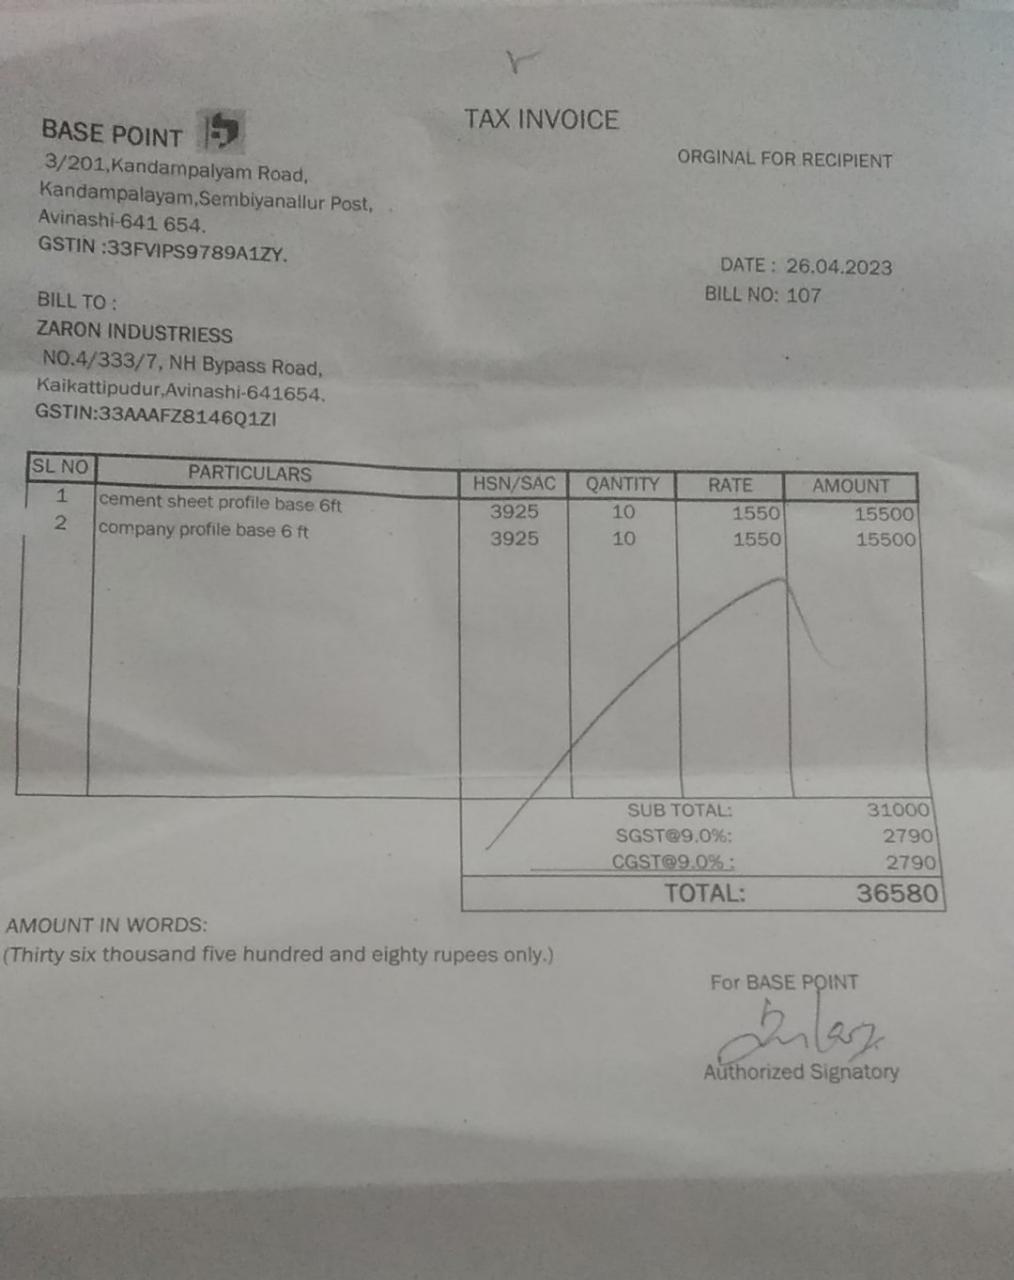 TAX INVOICE
BASE POINT
ORGINAL FOR RECIPIENT
3/201,Kandampalyam Road,
Kandampalayam,Sembiyanallur Post,
Avinashi-641 654.
GSTIN :33FVIPS9789A1ZY.
DATE : 26.04.2023
BILL NO: 107
BILL TO :
ZARON INDUSTRIESS
NO.4/333/7, NH Bypass Road,
Kaikattipudur,Avinashi-641654.
GSTIN:33AAAFZ8146Q1ZI
SL NO PARTICULARS HSN/SAC QANTITY RATE AMOUNT
1 cement sheet profile base 6ft 3925 10 1550 15500
2 company profile base 6 ft 3925 10 1550 15500
SUB TOTAL: 31000
SGST@9.0%: 2790
CGST@9.0% : 2790
TOTAL: 36580
AMOUNT IN WORDS:
(Thirty six thousand five hundred and eighty rupees only.)
For BASE POINT
Authorized Signatory